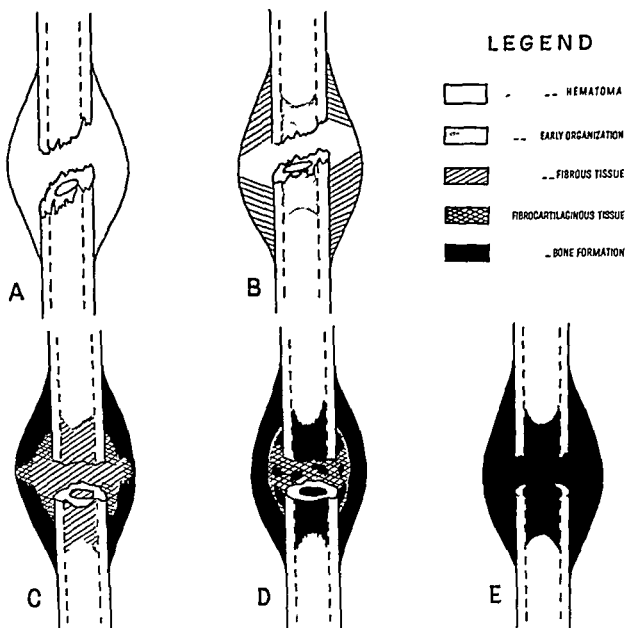 LEGEND
HEMATOMA
EARLY ORGANIZATION
FIBROUS TISSUE
FIBROCARTILAGINOUS TISSUE
BONE FORMATION
A
B
C
D
E